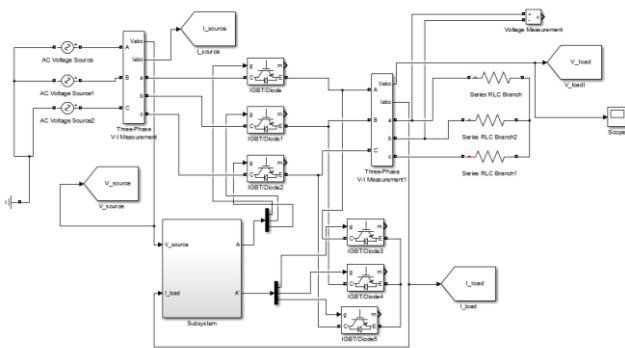 I_source
I_source
Voltage Measurement
V_load
V_load1
AC Voltage Source
AC Voltage Source1
AC Voltage Source2
Vabc
Iabc
A
a
B
b
C
c
Three-Phase
V-I Measurement
g
m
C
E
IGBT/Diode
g
m
C
E
IGBT/Diode1
g
m
C
E
IGBT/Diode2
Vabc
Iabc
A
a
B
b
C
c
Three-Phase
V-I Measurement1
+
-
v
Series RLC Branch
Series RLC Branch2
Series RLC Branch1
Scope
V_source
V_source
V_source
A
I_load
A'
Subsystem
g
m
C
E
IGBT/Diode3
g
m
C
E
IGBT/Diode4
g
m
C
E
IGBT/Diode5
I_load
I_load